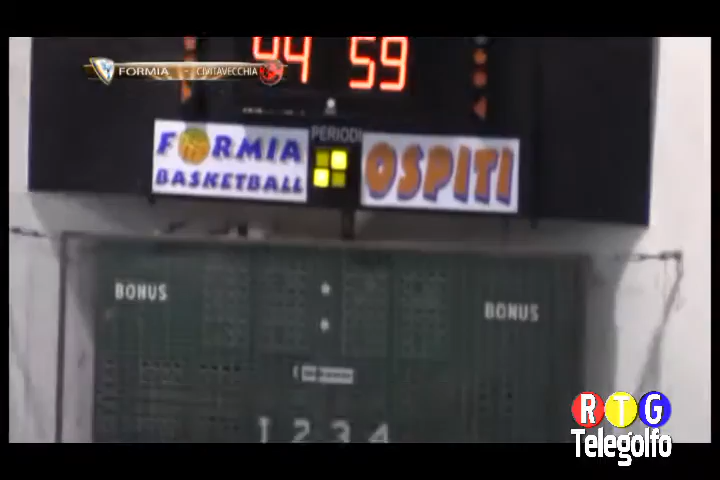 44 59
FORMIA - CIVITAVECCHIA
PERIODI
FORMIA BASKETBALL
OSPITI
BONUS
BONUS
1 2 3 4
RTG
Telegolfo